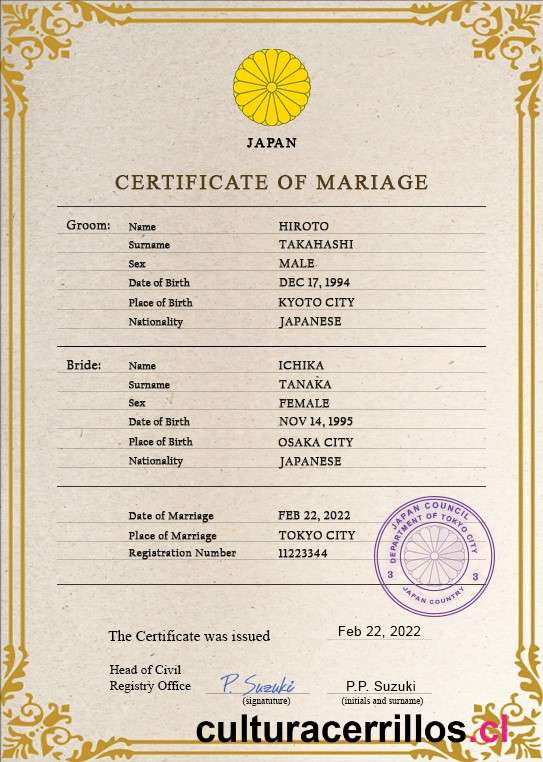 JAPAN
CERTIFICATE OF MARIAGE
Groom: Name HIROTO
Surname TAKAHASHI
Sex MALE
Date of Birth DEC 17, 1994
Place of Birth KYOTO CITY
Nationality JAPANESE
Bride: Name ICHIKA
Surname TANAKA
Sex FEMALE
Date of Birth NOV 14, 1995
Place of Birth OSAKA CITY
Nationality JAPANESE
Date of Marriage FEB 22, 2022
Place of Marriage TOKYO CITY
Registration Number 11223344
JAPAN COUNCIL
DEPARTMENT OF TOKYO CITY
3 3
JAPAN COUNTRY
The Certificate was issued Feb 22, 2022
Head of Civil
Registry Office P. Suzuki P.P. Suzuki
(signatuture) (initials and surname)
culturacerrillos.cl